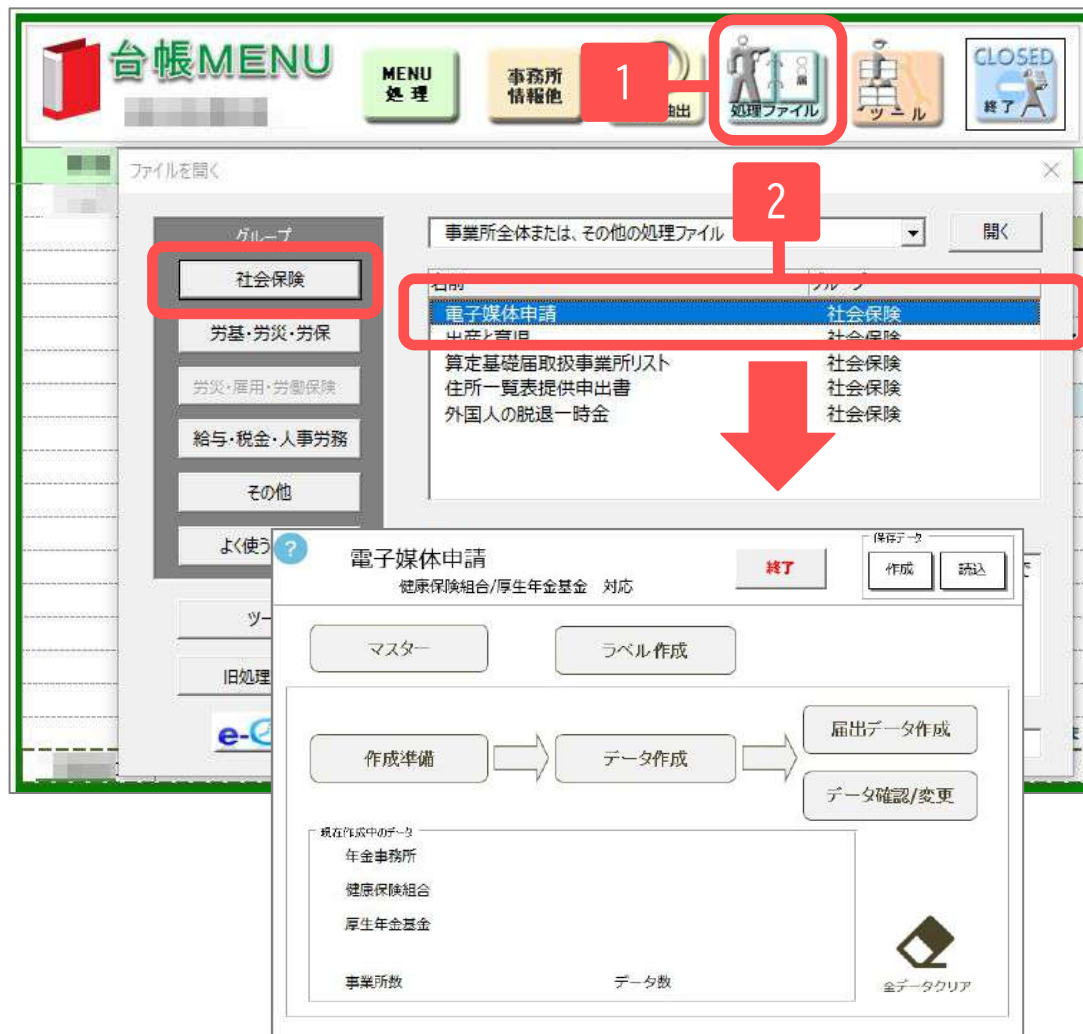 台帳MENU
MENU
処理
事務所
情報他
1
抽出
処理ファイル
ツール
CLOSED
終了
ファイルを開く
2
グループ
事業所全体または、その他の処理ファイル
開く
社会保険
名前
グループ
電子媒体申請 社会保険
労基・労災・労保
出産と育児 社会保険
算定基礎届取扱事業所リスト 社会保険
労災・雇用・労働保険
住所一覧表提供申出書 社会保険
外国人の脱退一時金 社会保険
給与・税金・人事労務
その他
よく使う
ツー
旧処理
e-
?
電子媒体申請
健康保険組合/厚生年金基金 対応
終了
保存データ
作成
読込
マスター
ラベル作成
作成準備
データ作成
届出データ作成
データ確認/変更
現在作成中のデータ
年金事務所
健康保険組合
厚生年金基金
事業所数
データ数
全データクリア